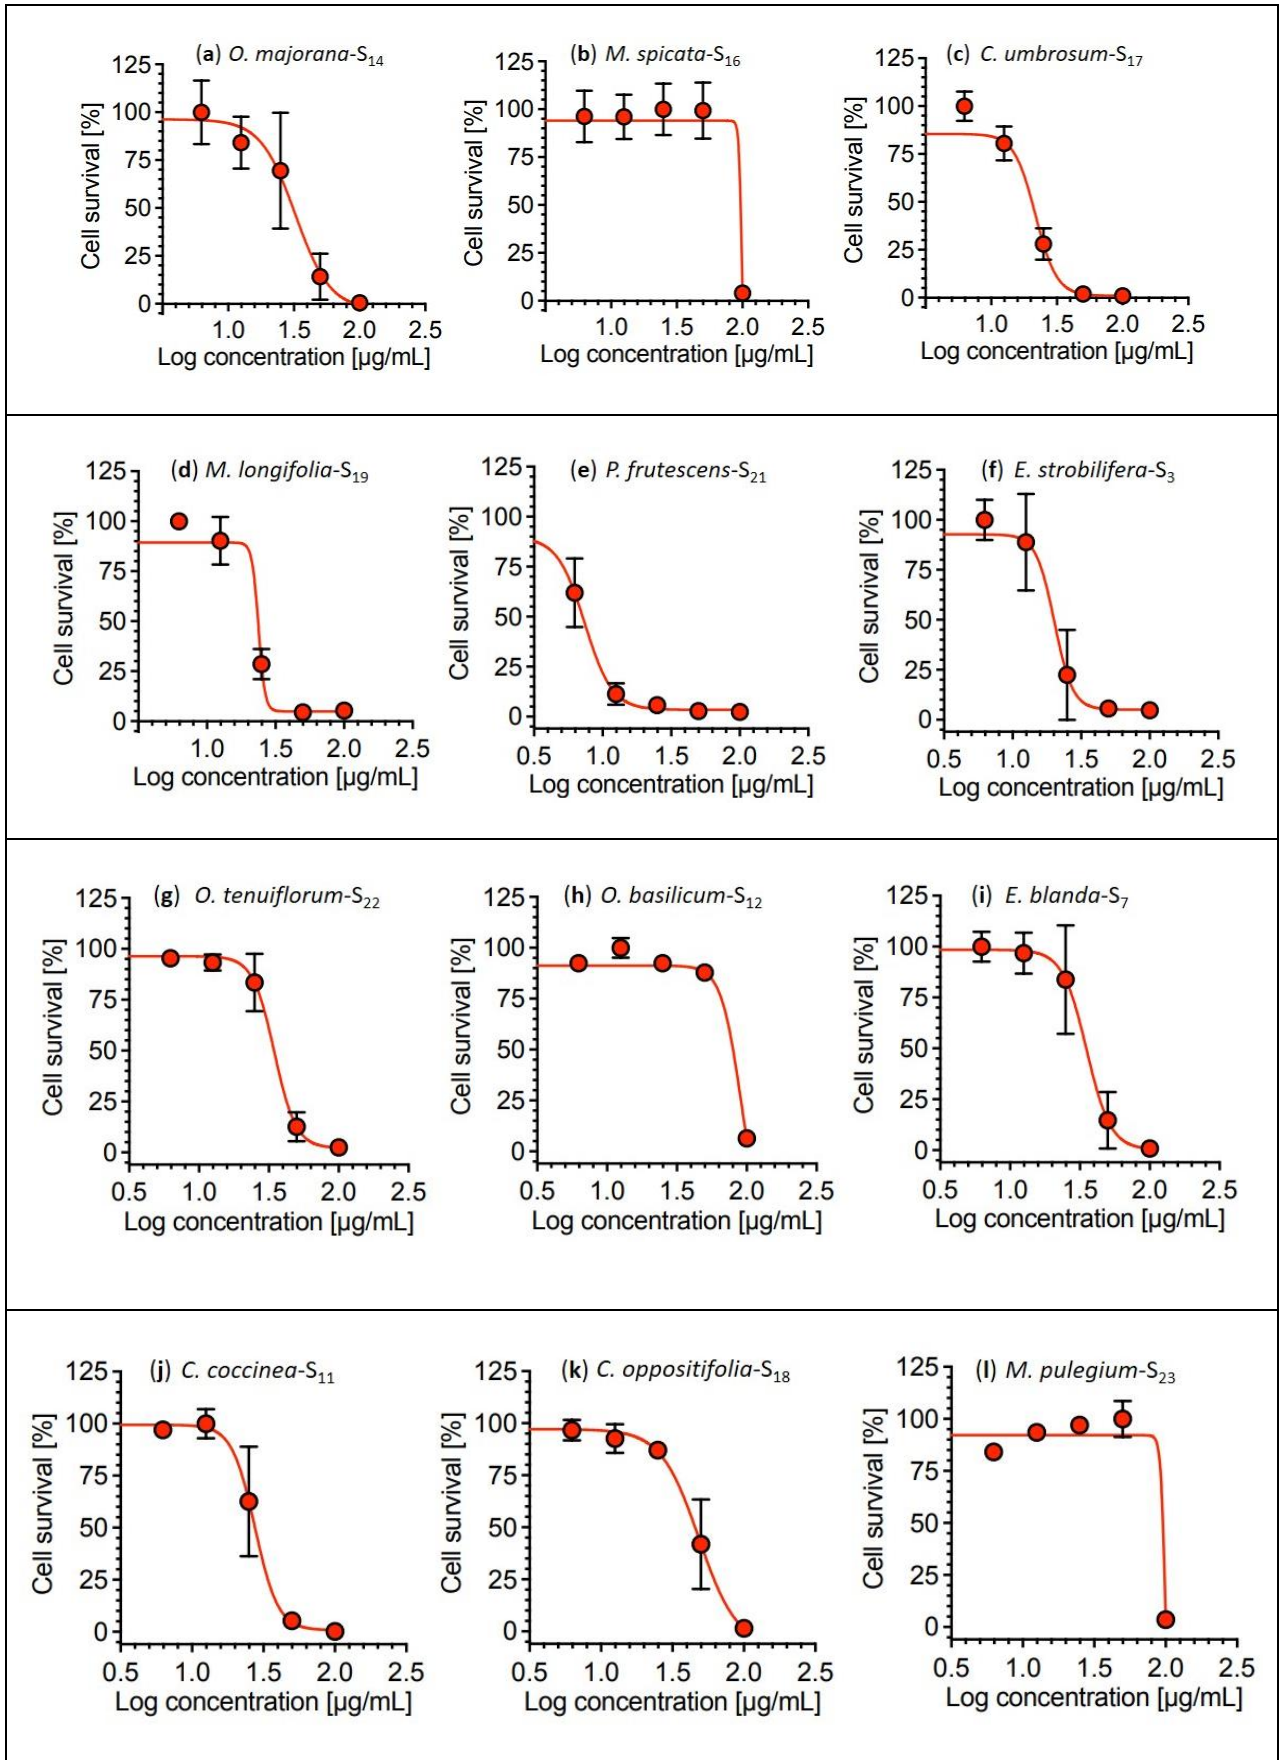 (a) O. majorana-S14
125
100
75
50
25
0
Cell survival [%]
1.0 1.5 2.0 2.5
Log concentration [µg/mL]
(b) M. spicata-S16
125
100
75
50
25
0
Cell survival [%]
1.0 1.5 2.0 2.5
Log concentration [µg/mL]
(c) C. umbrosum-S17
125
100
75
50
25
0
Cell survival [%]
1.0 1.5 2.0 2.5
Log concentration [µg/mL]
(d) M. longifolia-S19
125
100
75
50
25
0
Cell survival [%]
1.0 1.5 2.0 2.5
Log concentration [µg/mL]
(e) P. frutescens-S21
125
100
75
50
25
0
Cell survival [%]
0.5 1.0 1.5 2.0 2.5
Log concentration [µg/mL]
(f) E. strobilifera-S3
125
100
75
50
25
0
Cell survival [%]
0.5 1.0 1.5 2.0 2.5
Log concentration [µg/mL]
(g) O. tenuiflorum-S22
125
100
75
50
25
0
Cell survival [%]
0.5 1.0 1.5 2.0 2.5
Log concentration [µg/mL]
(h) O. basilicum-S12
125
100
75
50
25
0
Cell survival [%]
0.5 1.0 1.5 2.0 2.5
Log concentration [µg/mL]
(i) E. blanda-S7
125
100
75
50
25
0
Cell survival [%]
0.5 1.0 1.5 2.0 2.5
Log concentration [µg/mL]
(j) C. coccinea-S11
125
100
75
50
25
0
Cell survival [%]
0.5 1.0 1.5 2.0 2.5
Log concentration [µg/mL]
(k) C. oppositifolia-S18
125
100
75
50
25
0
Cell survival [%]
0.5 1.0 1.5 2.0 2.5
Log concentration [µg/mL]
(l) M. pulegium-S23
125
100
75
50
25
0
Cell survival [%]
0.5 1.0 1.5 2.0 2.5
Log concentration [µg/mL]